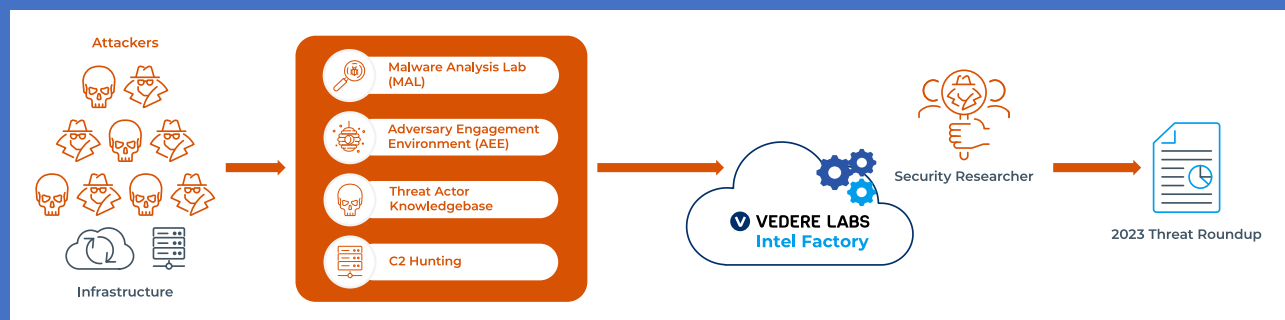 Attackers
Infrastructure
Malware Analysis Lab
(MAL)
Adversary Engagement
Environment (AEE)
Threat Actor
Knowledgebase
C2 Hunting
V VEDERE LABS
Intel Factory
Security Researcher
2023 Threat Roundup